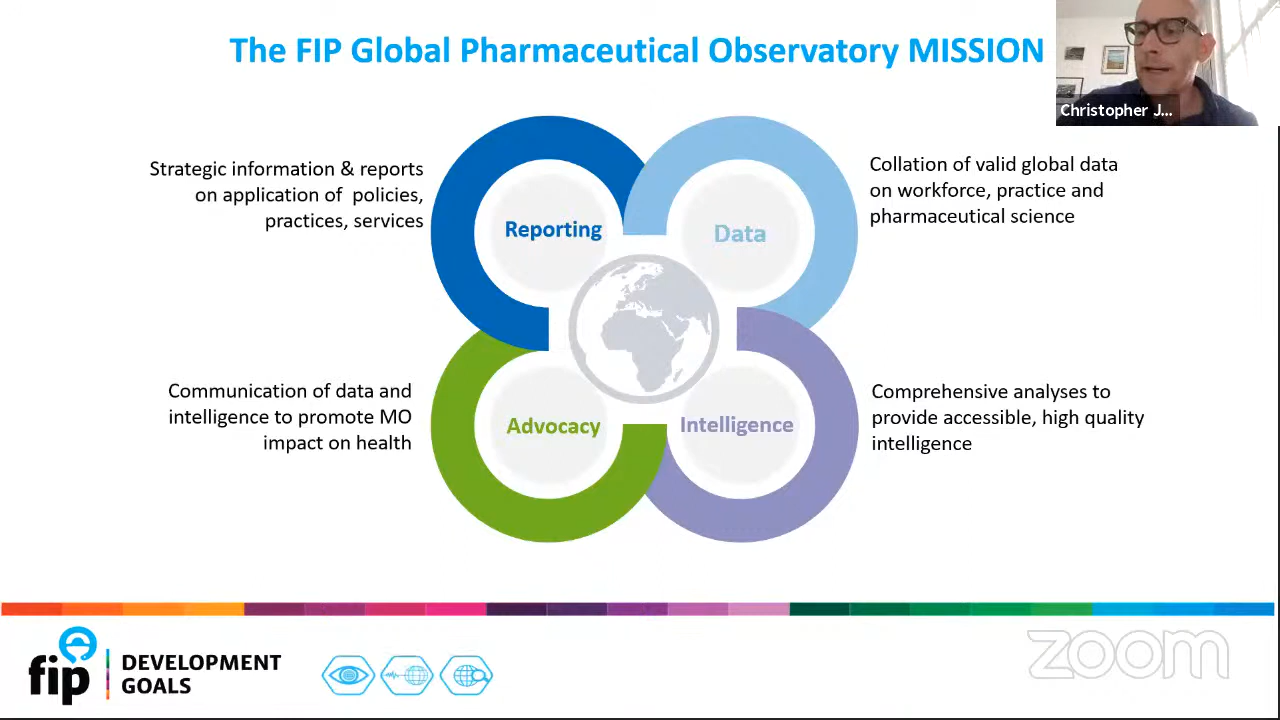 The FIP Global Pharmaceutical Observatory MISSION
Christopher J...
Strategic information & reports
on application of policies,
practices, services
Reporting
Data
Collation of valid global data
on workforce, practice and
pharmaceutical science
Communication of data and
intelligence to promote MO
impact on health
Advocacy
Intelligence
Comprehensive analyses to
provide accessible, high quality
intelligence
fip
DEVELOPMENT
GOALS
zoom